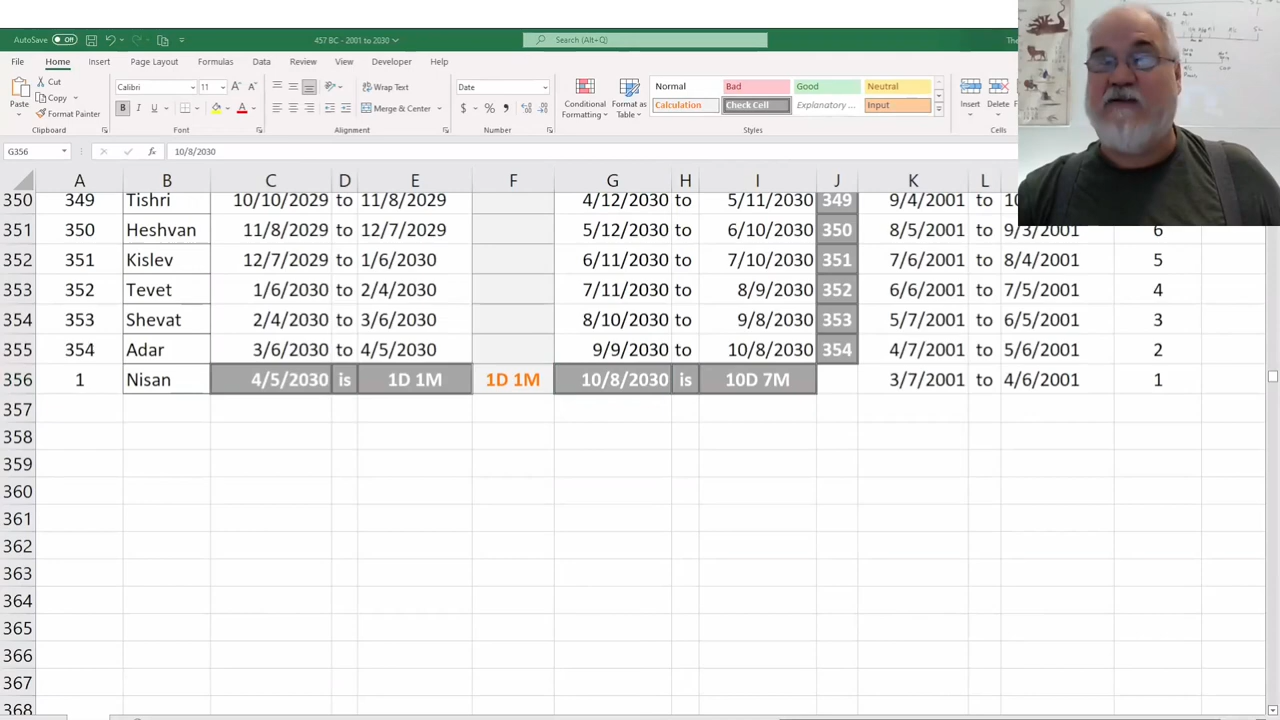 AutoSave Off 457 BC - 2001 to 2030 Search (Alt+Q)
File Home Insert Page Layout Formulas Data Review View Developer Help
Paste Cut Copy Format Painter Clipboard
Calibri 11 B I U A A Font
Wrap Text Merge & Center Alignment
Date $ % Number
Conditional Formatting Format as Table
Normal Bad Good Neutral
Calculation Check Cell Explanatory ... Input
Styles
Insert Delete Cells
G356 fx 10/8/2030
A B C D E F G H I J K L
350 349 Tishri 10/10/2029 to 11/8/2029 4/12/2030 to 5/11/2030 349 9/4/2001 to
351 350 Heshvan 11/8/2029 to 12/7/2029 5/12/2030 to 6/10/2030 350 8/5/2001 to 9/3/2001 6
352 351 Kislev 12/7/2029 to 1/6/2030 6/11/2030 to 7/10/2030 351 7/6/2001 to 8/4/2001 5
353 352 Tevet 1/6/2030 to 2/4/2030 7/11/2030 to 8/9/2030 352 6/6/2001 to 7/5/2001 4
354 353 Shevat 2/4/2030 to 3/6/2030 8/10/2030 to 9/8/2030 353 5/7/2001 to 6/5/2001 3
355 354 Adar 3/6/2030 to 4/5/2030 9/9/2030 to 10/8/2030 354 4/7/2001 to 5/6/2001 2
356 1 Nisan 4/5/2030 is 1D 1M 1D 1M 10/8/2030 is 10D 7M 3/7/2001 to 4/6/2001 1
357
358
359
360
361
362
363
364
365
366
367
368